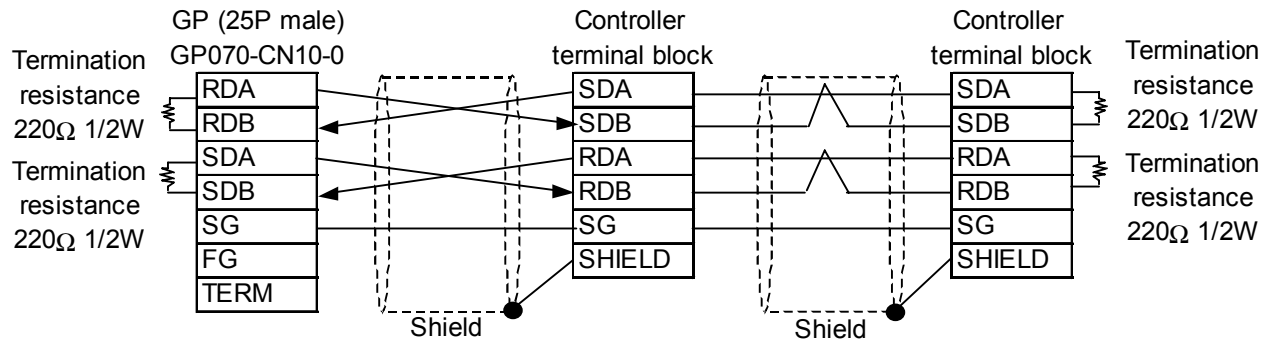 GP (25P male)
GP070-CN10-0
Controller
terminal block
Controller
terminal block
Termination
resistance
220Ω 1/2W
Termination
resistance
220Ω 1/2W
RDA
RDB
SDA
SDB
SG
FG
TERM
Shield
SDA
SDB
RDA
RDB
SG
SHIELD
Shield
SDA
SDB
RDA
RDB
SG
SHIELD
Termination
resistance
220Ω 1/2W
Termination
resistance
220Ω 1/2W